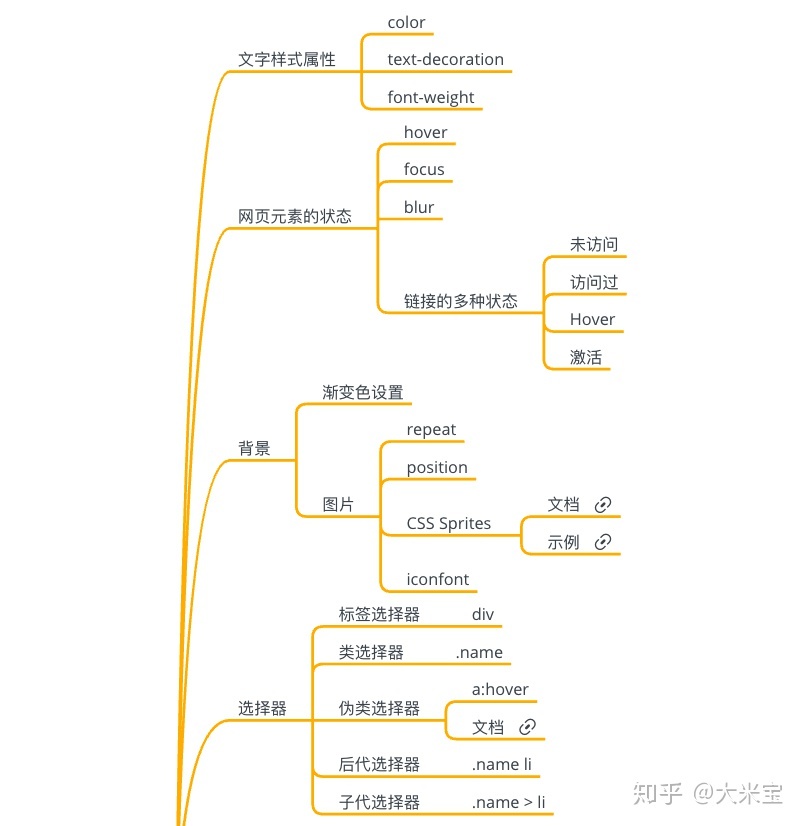 color
文字样式属性
text-decoration
font-weight
hover
focus
网页元素的状态
blur
未访问
访问过
链接的多种状态
Hover
激活
渐变色设置
repeat
背景
position
图片
文档
CSS Sprites
示例
iconfont
标签选择器 div
类选择器 .name
a:hover
选择器
伪类选择器
文档
后代选择器 .name li
子代选择器 .name > li
知乎 @大米宝